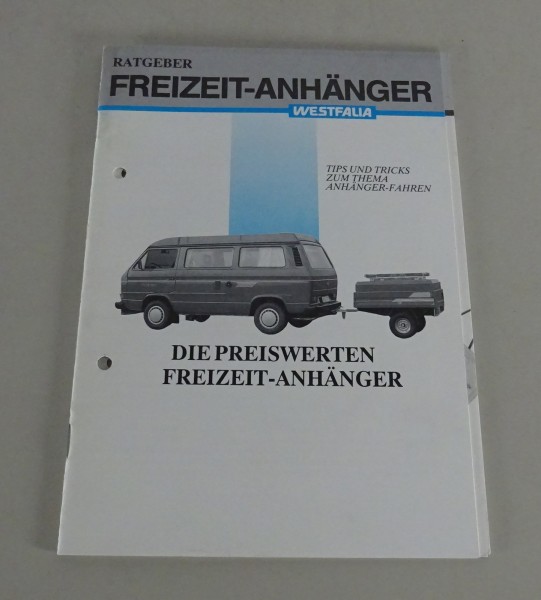 RATGEBER
FREIZEIT-ANHÄNGER
WESTFALIA
TIPS UND TRICKS
ZUM THEMA
ANHÄNGER-FAHREN
DIE PREISWERTEN
FREIZEIT-ANHÄNGER